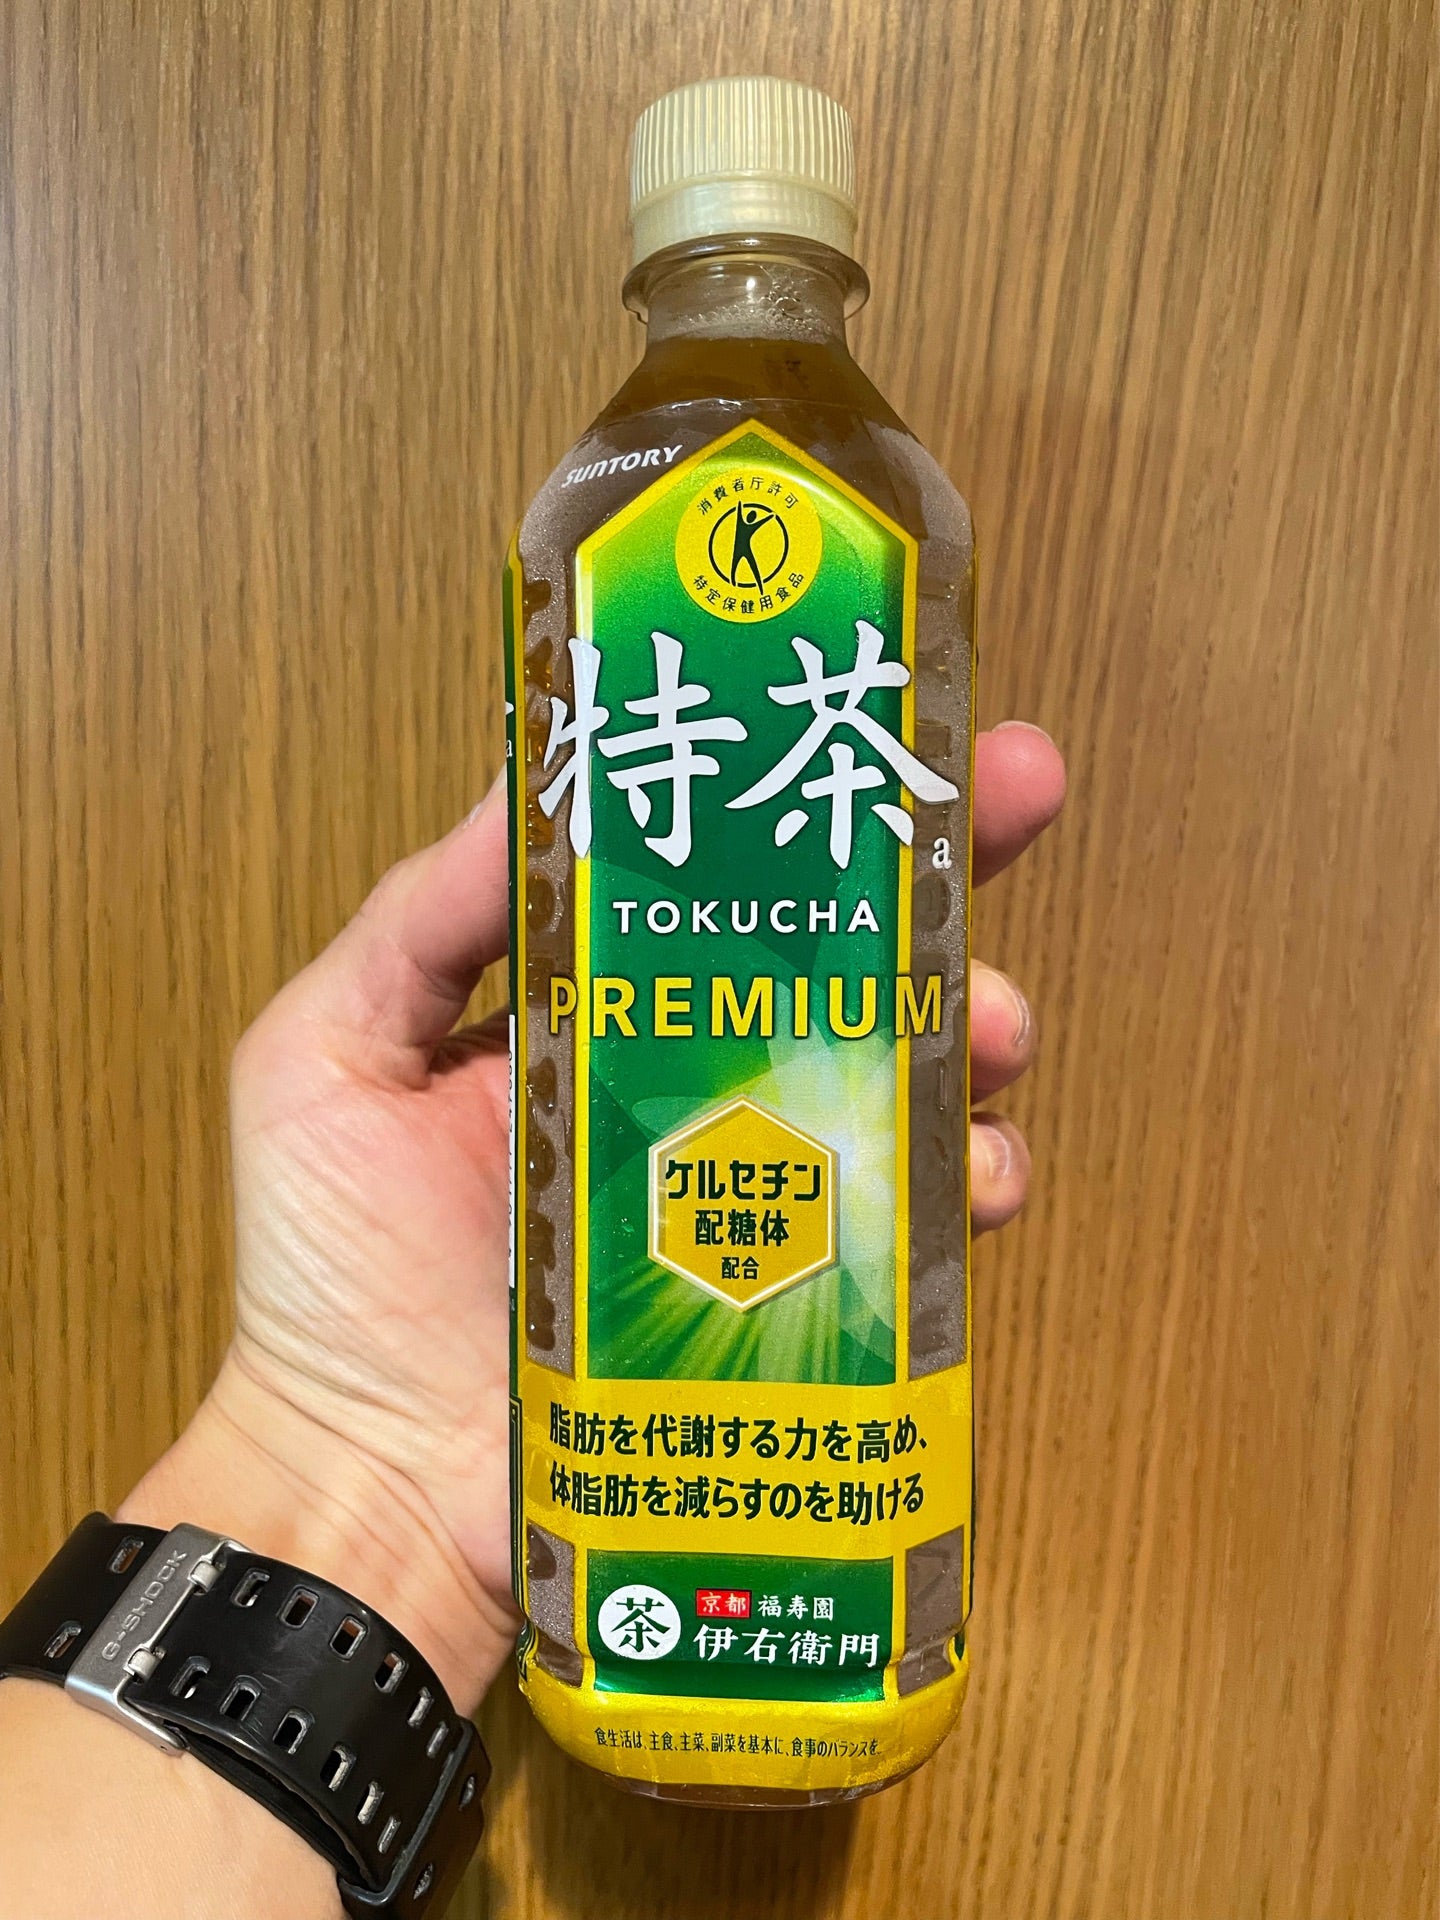 SUNTORY
消費者庁許可
特定保健用食品
特茶
a
TOKUCHA
PREMIUM
ケルセチン
配糖体
配合
脂肪を代謝する力を高め、
体脂肪を減らすのを助ける
茶
京都 福寿園
伊右衛門
食生活は、主食、主菜、副菜を基本に、食事のバランスを。
G-SHOCK